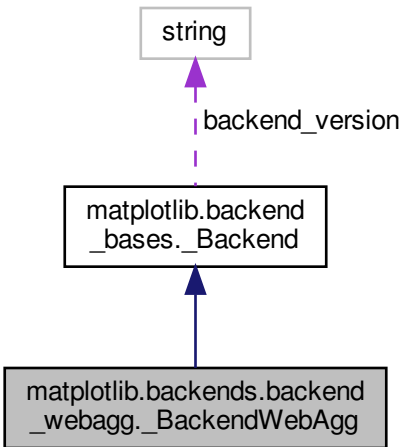 string
backend_version
matplotlib.backend
_bases._Backend
matplotlib.backends.backend
_webagg._BackendWebAgg